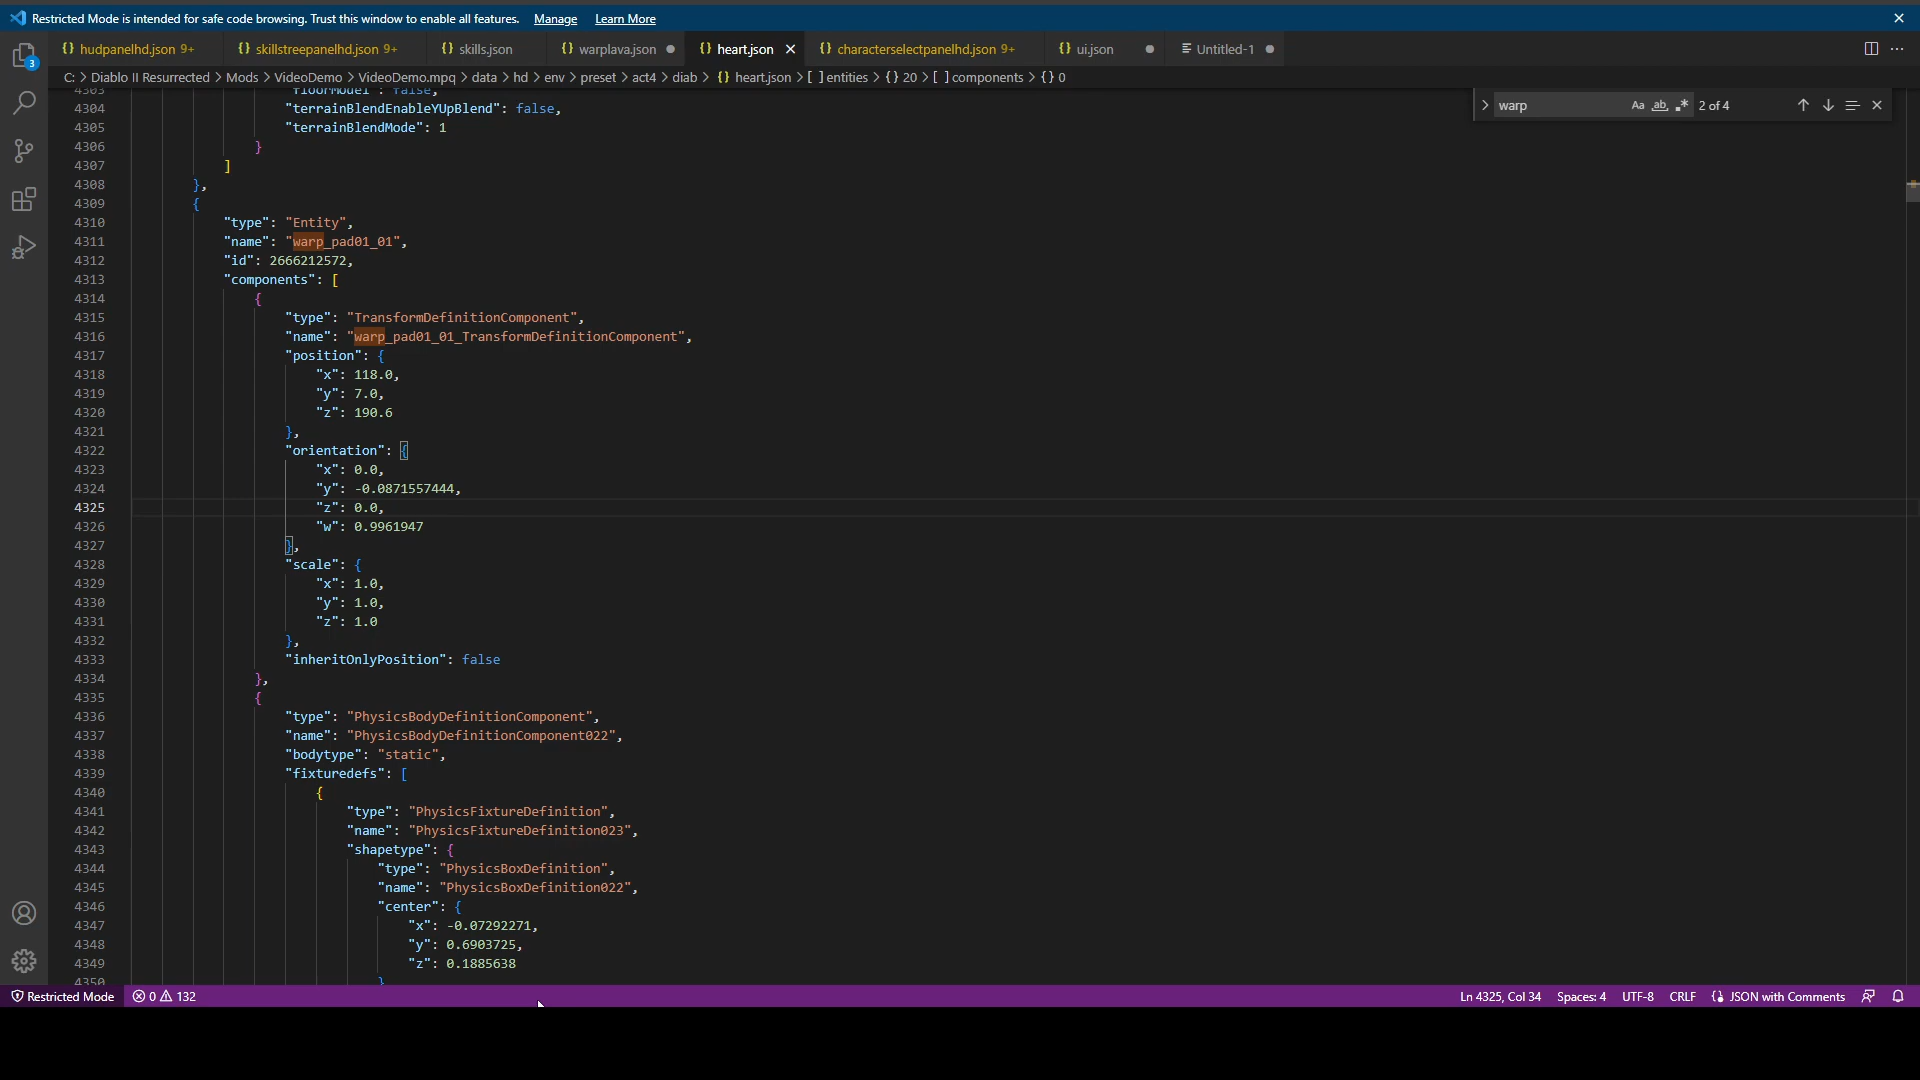 Restricted Mode is intended for safe code browsing. Trust this window to enable all features. Manage Learn More
hudpanelhd.json 9+ skillstreepanelhd.json 9+ skills.json warplava.json heart.json characterselectpanelhd.json 9+ ui.json Untitled-1
C: > Diablo II Resurrected > Mods > VideoDemo > VideoDemo.mpq > data > hd > env > preset > act4 > diab > {} heart.json > [ ] entities > {} 20 > [ ] components > {} 0
3
warp Aa ab 2 of 4
4303 "floorModel": false,
4304 "terrainBlendEnableYUpBlend": false,
4305 "terrainBlendMode": 1
4306 }
4307 ]
4308 },
4309 {
4310 "type": "Entity",
4311 "name": "warp_pad01_01",
4312 "id": 2666212572,
4313 "components": [
4314 {
4315 "type": "TransformDefinitionComponent",
4316 "name": "warp_pad01_01_TransformDefinitionComponent",
4317 "position": {
4318 "x": 118.0,
4319 "y": 7.0,
4320 "z": 190.6
4321 },
4322 "orientation": {
4323 "x": 0.0,
4324 "y": -0.0871557444,
4325 "z": 0.0,
4326 "w": 0.9961947
4327 },
4328 "scale": {
4329 "x": 1.0,
4330 "y": 1.0,
4331 "z": 1.0
4332 },
4333 "inheritOnlyPosition": false
4334 },
4335 {
4336 "type": "PhysicsBodyDefinitionComponent",
4337 "name": "PhysicsBodyDefinitionComponent022",
4338 "bodytype": "static",
4339 "fixturedefs": [
4340 {
4341 "type": "PhysicsFixtureDefinition",
4342 "name": "PhysicsFixtureDefinition023",
4343 "shapetype": {
4344 "type": "PhysicsBoxDefinition",
4345 "name": "PhysicsBoxDefinition022",
4346 "center": {
4347 "x": -0.07292271,
4348 "y": 0.6903725,
4349 "z": 0.1885638
4350 }
Restricted Mode 0 132 Ln 4325, Col 34 Spaces: 4 UTF-8 CRLF {} JSON with Comments